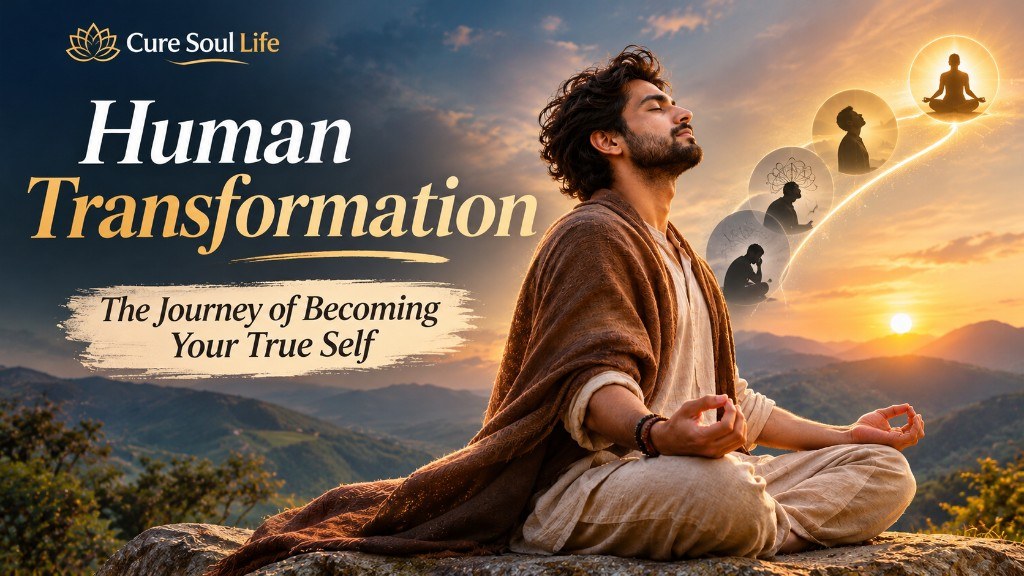 Cure Soul Life
Human
Transformation
The Journey of Becoming
Your True Self